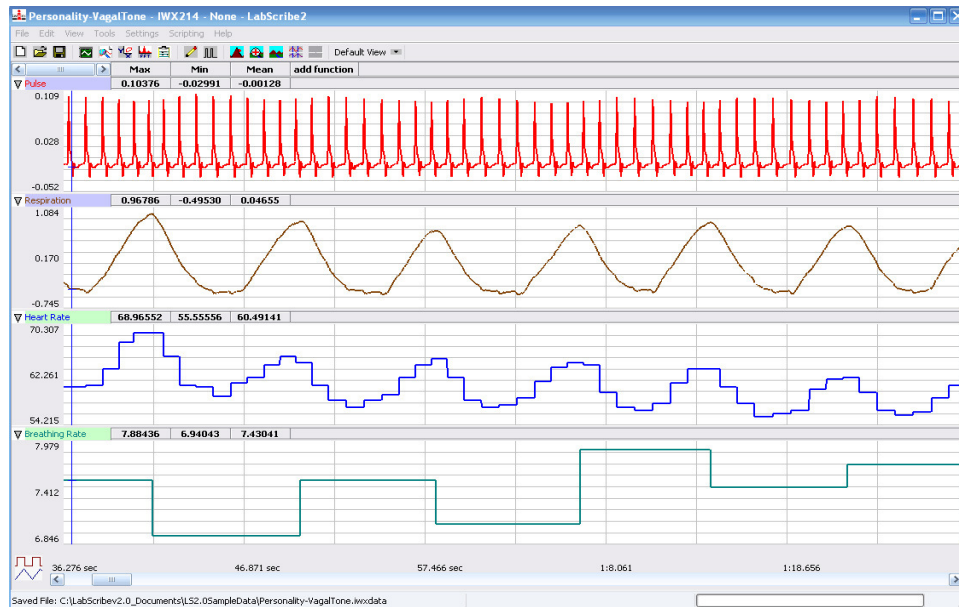 Personality-VagalTone - IWX214 - None - LabScribe2
File Edit View Tools Settings Scripting Help
Default View
Max Min Mean add function
Pulse 0.10376 -0.02991 -0.00128
0.109
0.028
-0.052
Respiration 0.96786 -0.49530 0.04655
1.084
0.170
-0.745
Heart Rate 68.96552 55.55556 60.49141
70.307
62.261
54.215
Breathing Rate 7.88436 6.94043 7.43041
7.979
7.412
6.846
36.276 sec 46.871 sec 57.466 sec 1:8.061 1:18.656
Saved File: C:\LabScribev2.0_Documents\LS2.0SampleData\Personality-VagalTone.iwxdata